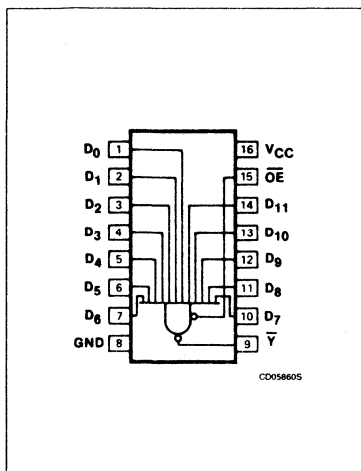 D0 1 16 VCC
D1 2 15 OE
D2 3 14 D11
D3 4 13 D10
D4 5 12 D9
D5 6 11 D8
D6 7 10 D7
GND 8 9 Y
CD05860S